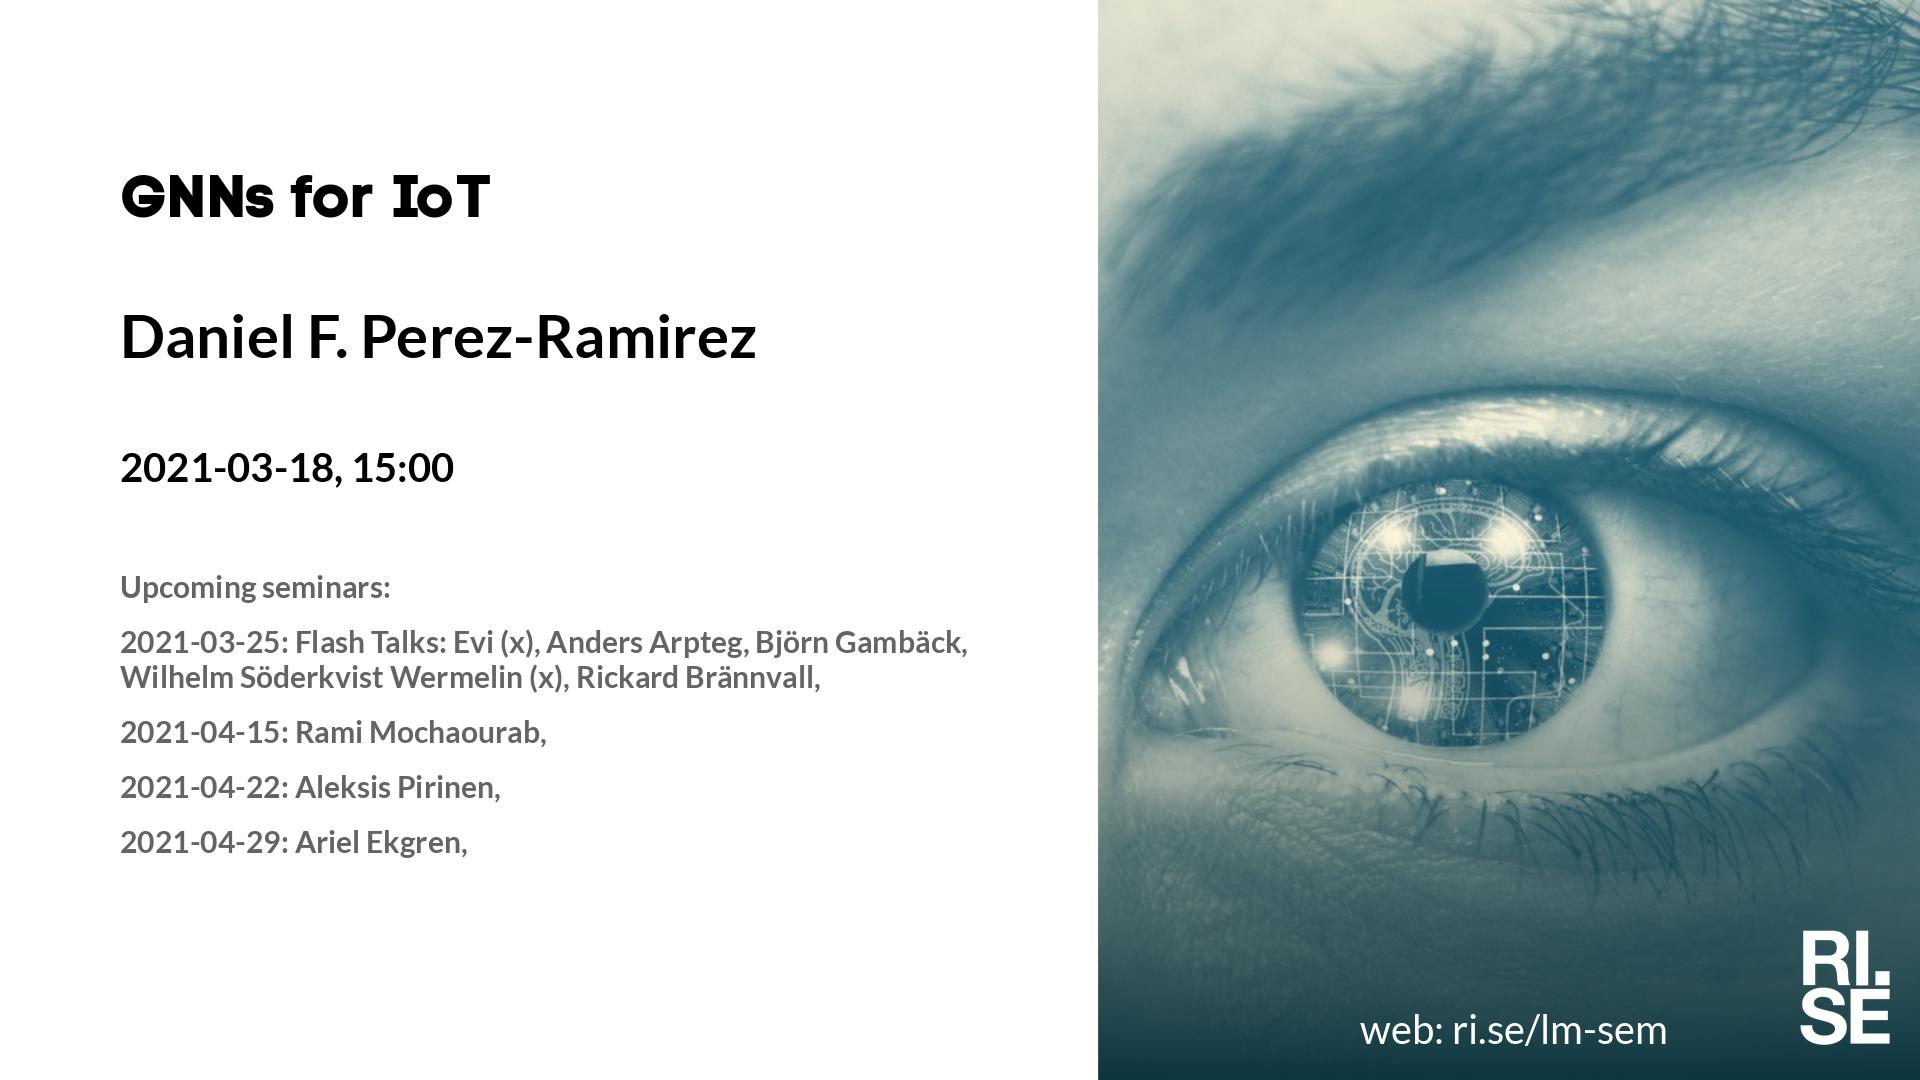 GNNs for IoT
Daniel F. Perez-Ramirez
2021-03-18, 15:00
Upcoming seminars:
2021-03-25: Flash Talks: Evi (x), Anders Arpteg, Björn Gambäck,
Wilhelm Söderkvist Wermelin (x), Rickard Brännvall,
2021-04-15: Rami Mochaourab,
2021-04-22: Aleksis Pirinen,
2021-04-29: Ariel Ekgren,
web: ri.se/lm-sem
RI.
SE